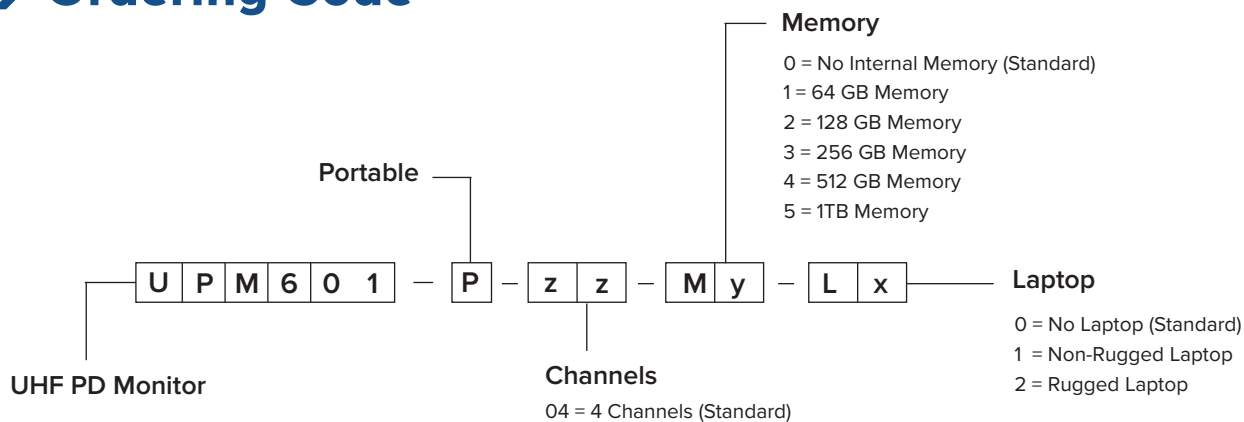 Ordering Code
Memory
0 = No Internal Memory (Standard)
1 = 64 GB Memory
2 = 128 GB Memory
3 = 256 GB Memory
4 = 512 GB Memory
5 = 1TB Memory
Portable
U P M 6 0 1 – P – z z – M y – L x
Laptop
0 = No Laptop (Standard)
1 = Non-Rugged Laptop
2 = Rugged Laptop
UHF PD Monitor
Channels
04 = 4 Channels (Standard)